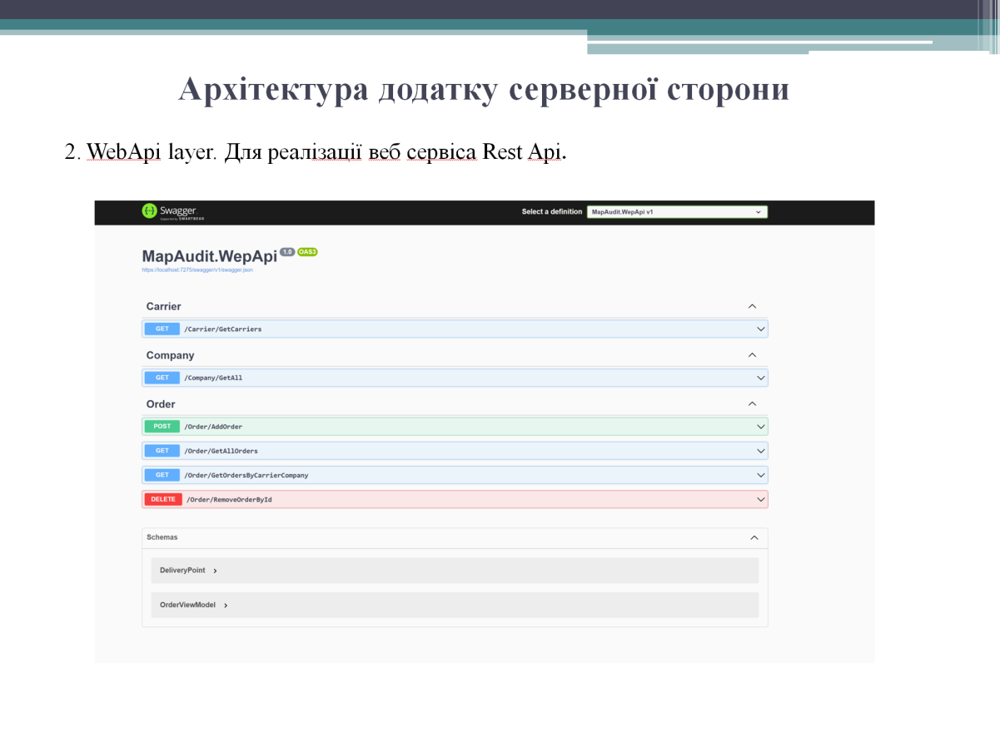 Архітектура додатку серверної сторони
2. WebApi layer. Для реалізації веб сервіса Rest Api.
Swagger
Supported by SMARTBEAR
Select a definition
MapAudit.WepApi v1
MapAudit.WepApi 1.0 OAS3
https://localhost:7275/swagger/v1/swagger.json
Carrier
GET /Carrier/GetCarriers
Company
GET /Company/GetAll
Order
POST /Order/AddOrder
GET /Order/GetAllOrders
GET /Order/GetOrdersByCarrierCompany
DELETE /Order/RemoveOrderById
Schemas
DeliveryPoint
OrderViewModel